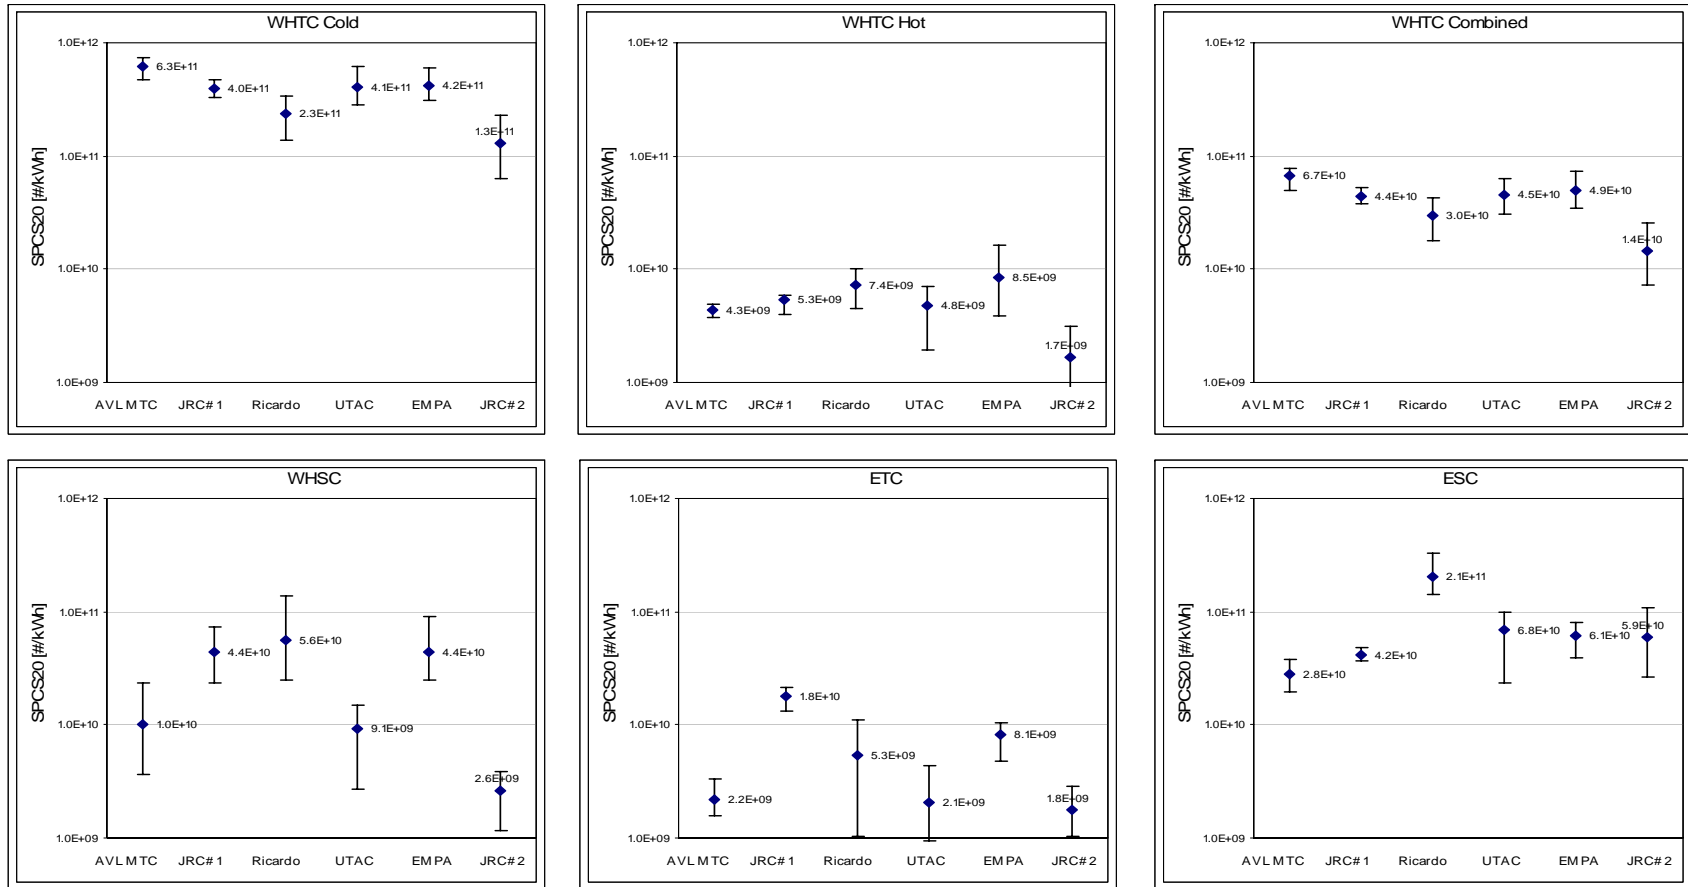 WHTC Cold
1.0E+12
6.3E+11
4.0E+11
2.3E+11
4.1E+11
4.2E+11
1.3E+11
1.0E+11
1.0E+10
1.0E+09
SPCS20 [#/kWh]
AVL MTC JRC#1 Ricardo UTAC EMPA JRC#2
WHTC Hot
1.0E+12
1.0E+11
1.0E+10
1.0E+09
4.3E+09
5.3E+09
7.4E+09
4.8E+09
8.5E+09
1.7E+09
SPCS20 [#/kWh]
AVL MTC JRC#1 Ricardo UTAC EMPA JRC#2
WHTC Combined
1.0E+12
1.0E+11
1.0E+10
1.0E+09
6.7E+10
4.4E+10
3.0E+10
4.5E+10
4.9E+10
1.4E+10
SPCS20 [#/kWh]
AVL MTC JRC#1 Ricardo UTAC EMPA JRC#2
WHSC
1.0E+12
1.0E+11
1.0E+10
1.0E+09
1.0E+10
4.4E+10
5.6E+10
9.1E+09
4.4E+10
2.6E+09
SPCS20 [#/kWh]
AVL MTC JRC#1 Ricardo UTAC EMPA JRC#2
ETC
1.0E+12
1.0E+11
1.0E+10
1.0E+09
2.2E+09
1.8E+10
5.3E+09
2.1E+09
8.1E+09
1.8E+09
SPCS20 [#/kWh]
AVL MTC JRC#1 Ricardo UTAC EMPA JRC#2
ESC
1.0E+12
1.0E+11
1.0E+10
1.0E+09
2.8E+10
4.2E+10
2.1E+11
6.8E+10
6.1E+10
5.9E+10
SPCS20 [#/kWh]
AVL MTC JRC#1 Ricardo UTAC EMPA JRC#2